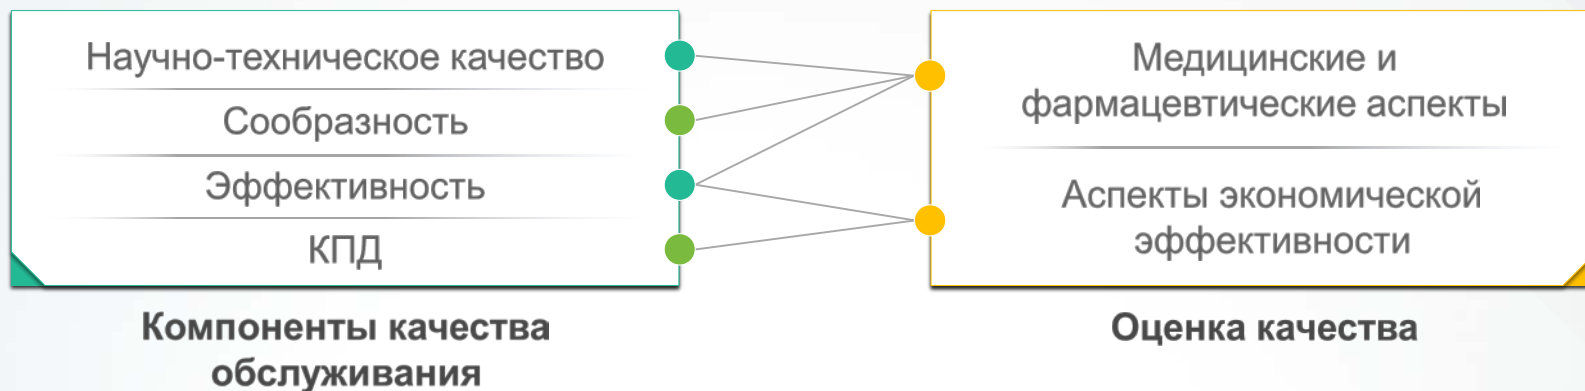 Научно-техническое качество
Сообразность
Эффективность
КПД
Компоненты качества
обслуживания
Медицинские и
фармацевтические аспекты
Аспекты экономической
эффективности
Оценка качества